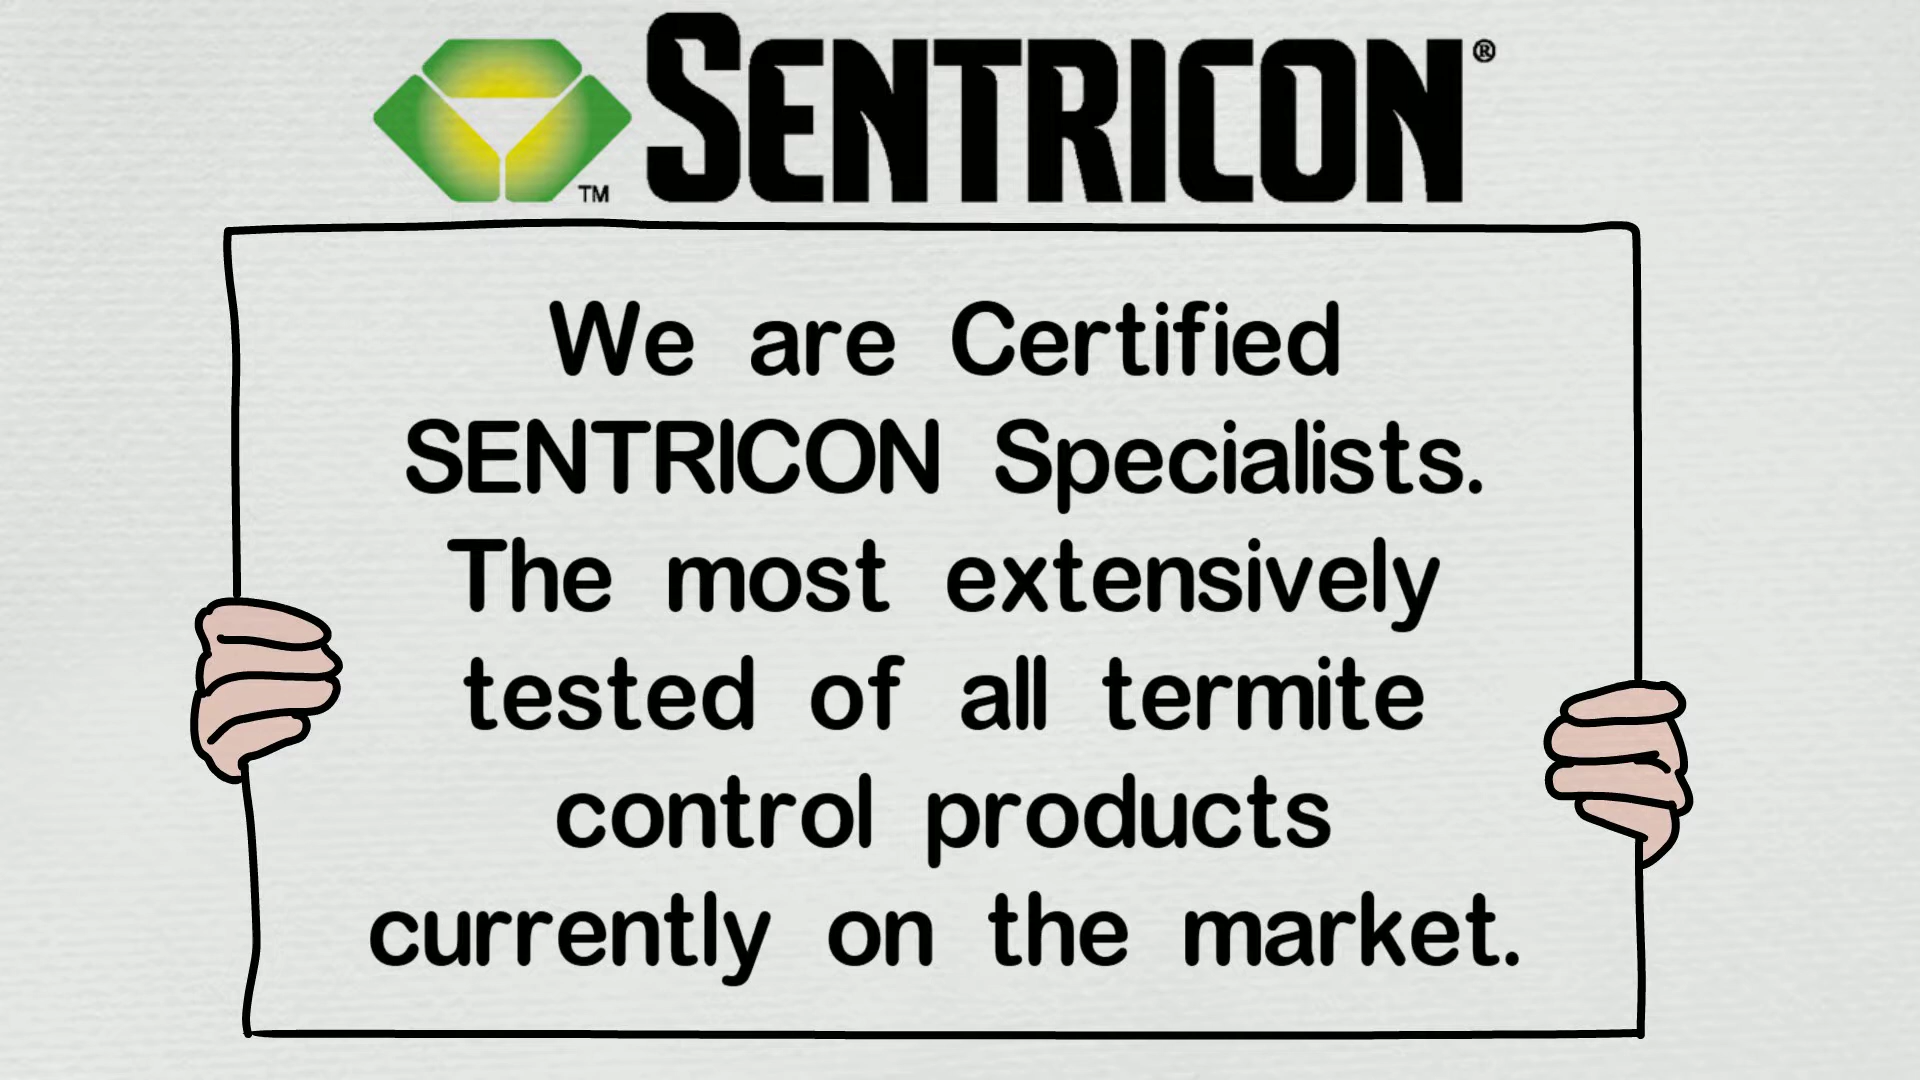 SENTRICON®
TM
We are Certified
SENTRICON Specialists.
The most extensively
tested of all termite
control products
currently on the market.